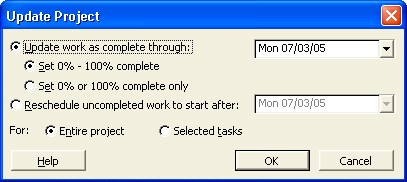 Update Project
Update work as complete through: Mon 07/03/05
Set 0% - 100% complete
Set 0% or 100% complete only
Reschedule uncompleted work to start after: Mon 07/03/05
For: Entire project Selected tasks
Help OK Cancel